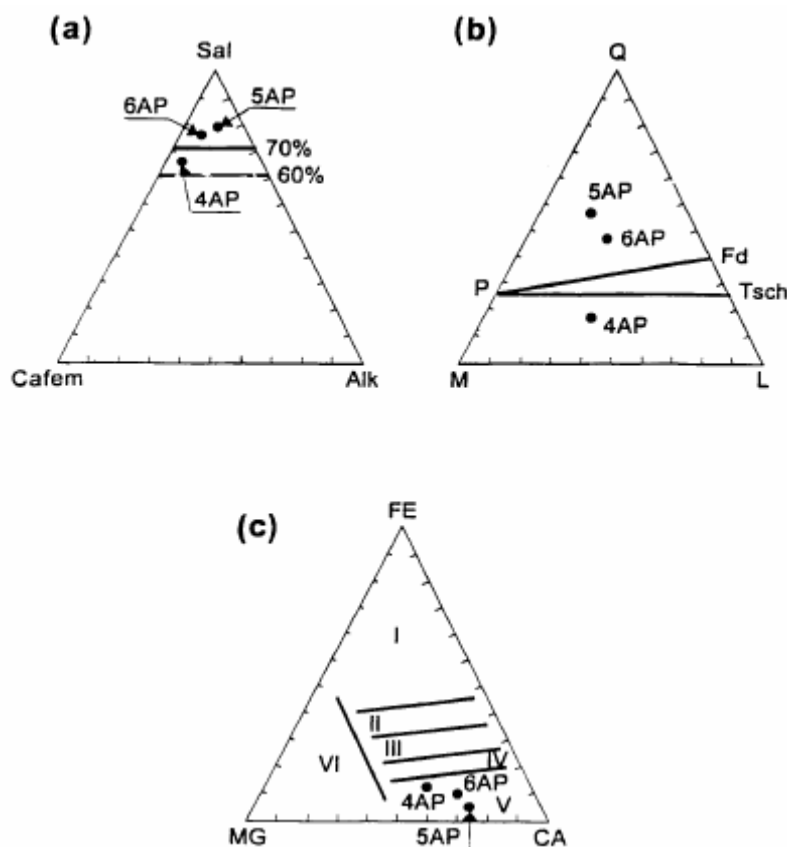 (a)
Sal
6AP
5AP
70%
60%
4AP
Cafem
Alk
(b)
Q
5AP
6AP
Fd
P
Tsch
4AP
M
L
(c)
FE
I
II
III
IV
VI
6AP
4AP
V
MG
5AP
CA